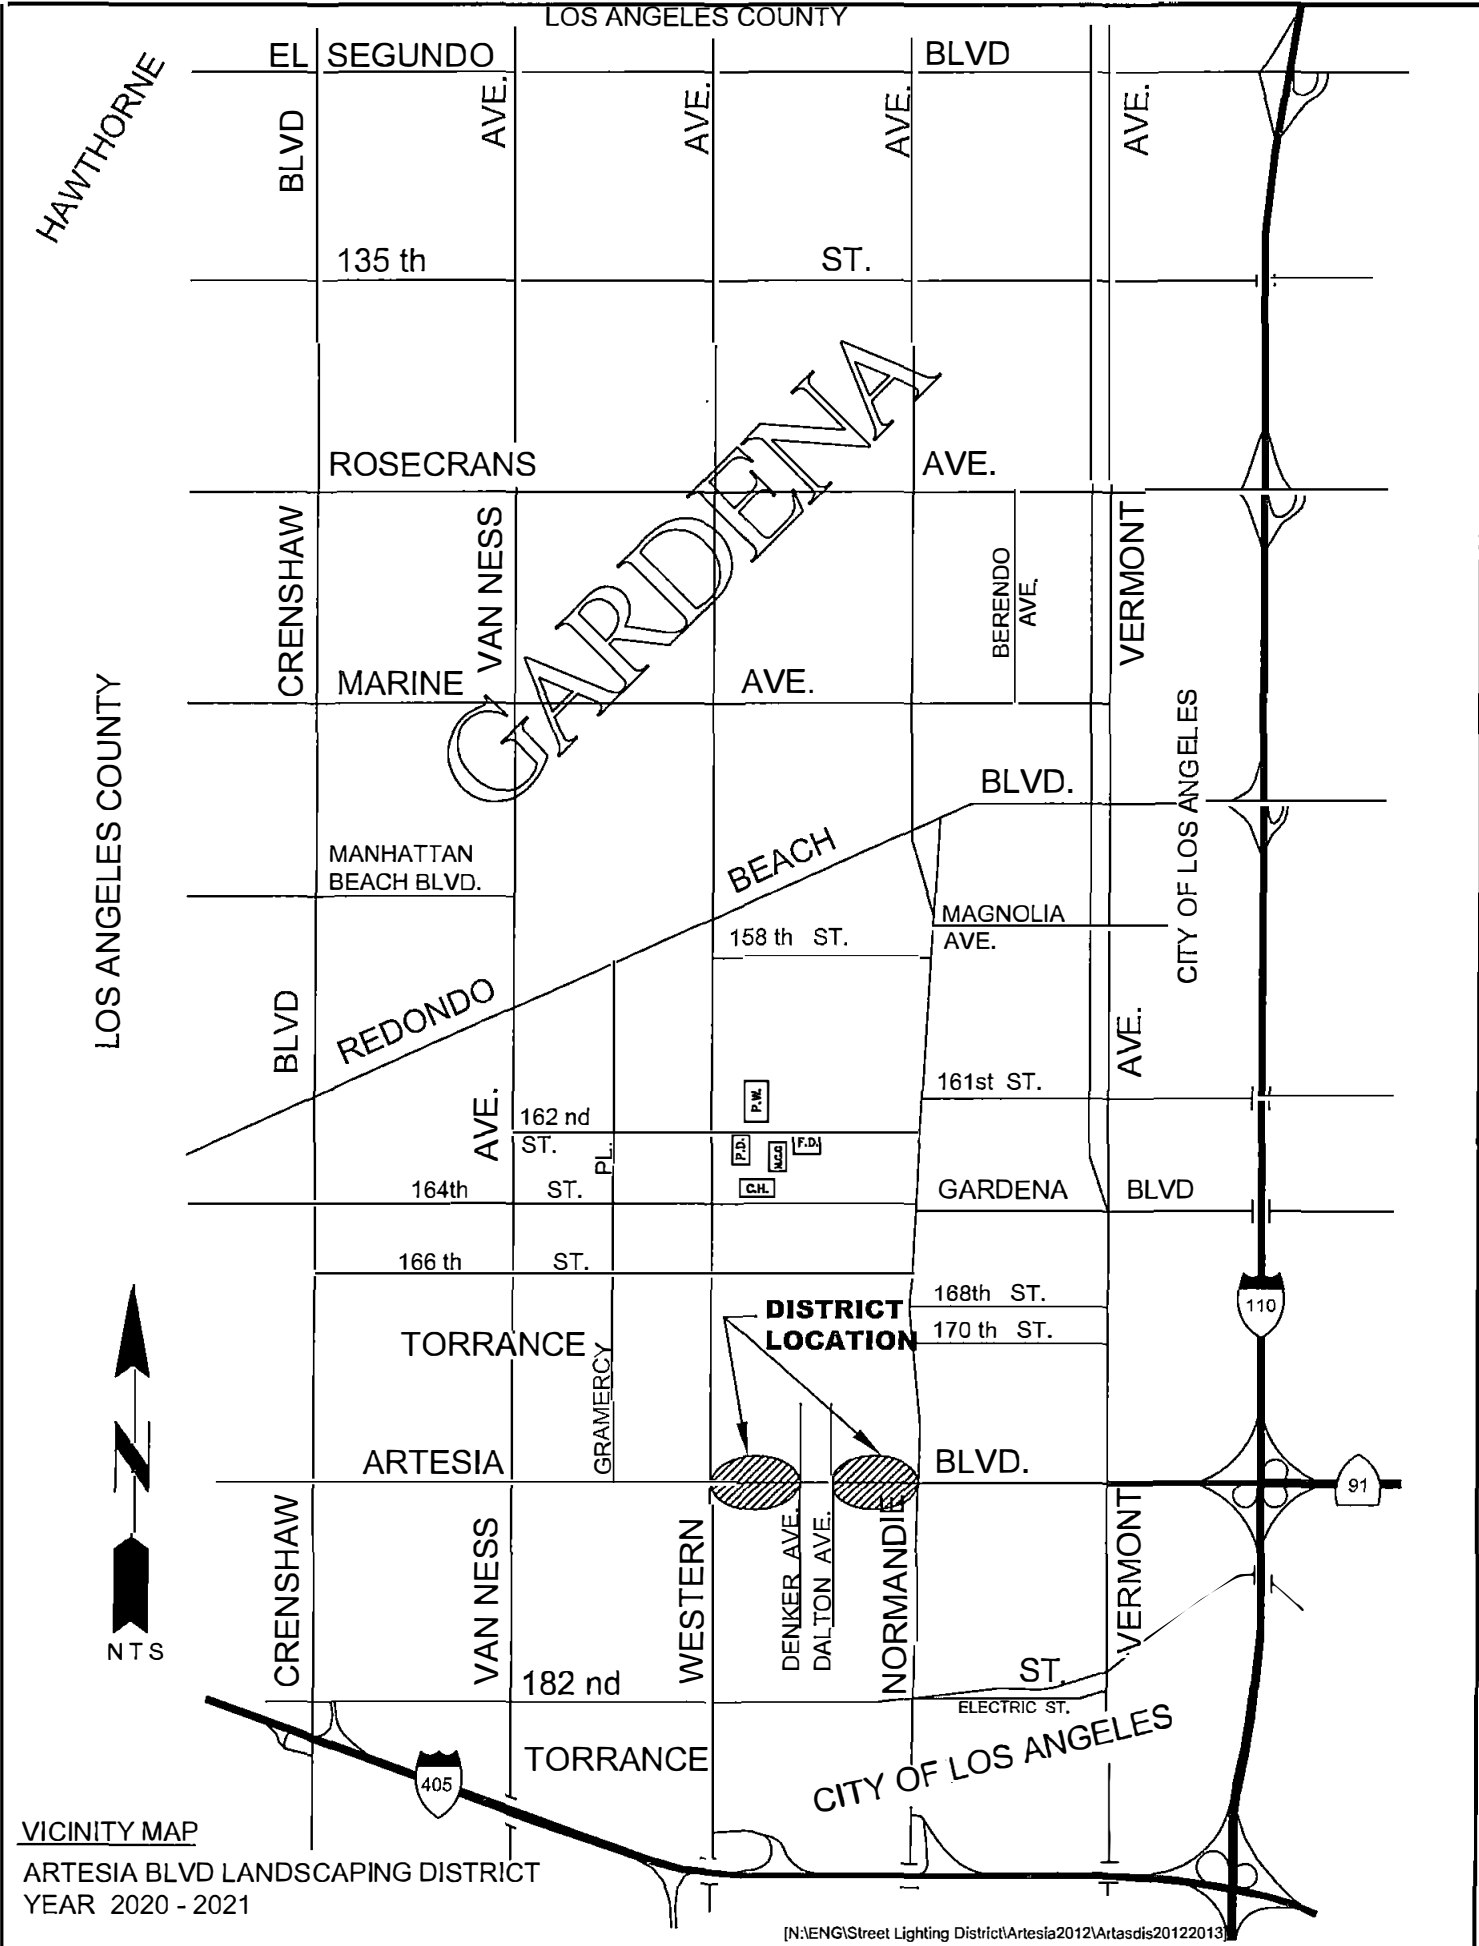 LOS ANGELES COUNTY
EL SEGUNDO BLVD
HAWTHORNE
BLVD
AVE.
AVE.
AVE.
AVE.
135 th ST.
GARDENA
ROSECRANS AVE.
CRENSHAW
VAN NESS
BERENDO
AVE.
VERMONT
MARINE AVE.
LOS ANGELES COUNTY
CITY OF LOS ANGELES
BLVD.
MANHATTAN
BEACH BLVD.
BEACH
MAGNOLIA
AVE.
158 th ST.
REDONDO
BLVD
AVE.
161st ST.
P.W.
AVE.
162 nd
ST.
PL.
P.D.
N.C.C
F.D.
C.H.
164th ST.
GARDENA BLVD
166 th ST.
168th ST.
110
DISTRICT
LOCATION
170 th ST.
TORRANCE
GRAMERCY
ARTESIA BLVD.
91
N
NTS
CRENSHAW
VAN NESS
WESTERN
DENKER AVE.
DALTON AVE.
NORMANDIE
VERMONT
182 nd ST.
ELECTRIC ST.
TORRANCE
CITY OF LOS ANGELES
405
VICINITY MAP
ARTESIA BLVD LANDSCAPING DISTRICT
YEAR 2020 - 2021
[N:\ENG\Street Lighting District\Artesia2012\Artasdis20122013]